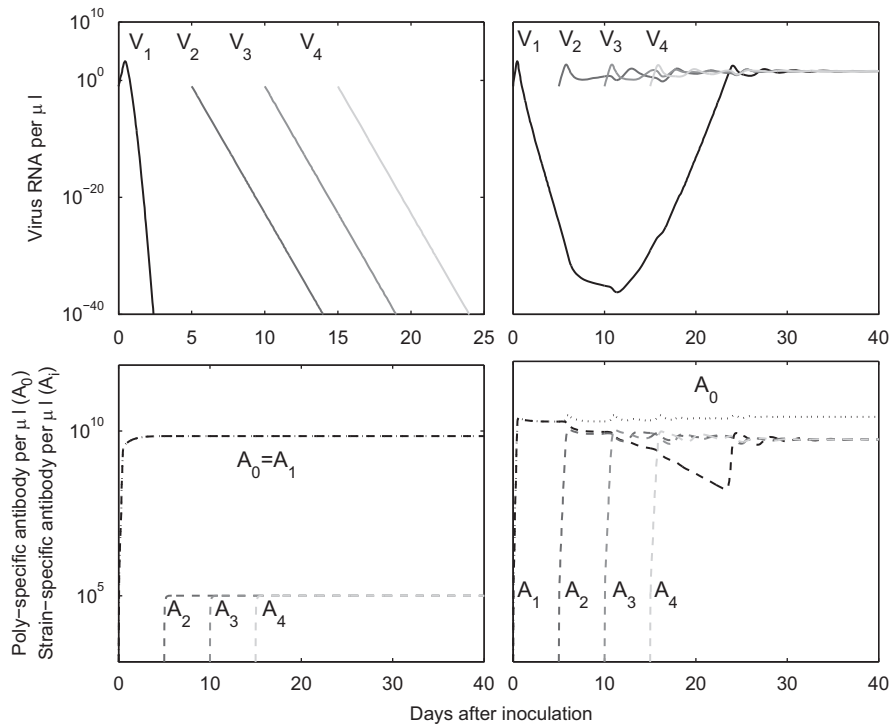 V1 V2 V3 V4
V1 V2 V3 V4
10^10
10^0
10^−20
10^−40
Virus RNA per μ l
0 5 10 15 20 25
0 10 20 30 40
Poly−specific antibody per μ l (A0)
Strain−specific antibody per μ l (Ai)
10^10
10^5
A0=A1
A2 A3 A4
A0
A1 A2 A3 A4
0 10 20 30 40
0 10 20 30 40
Days after inoculation